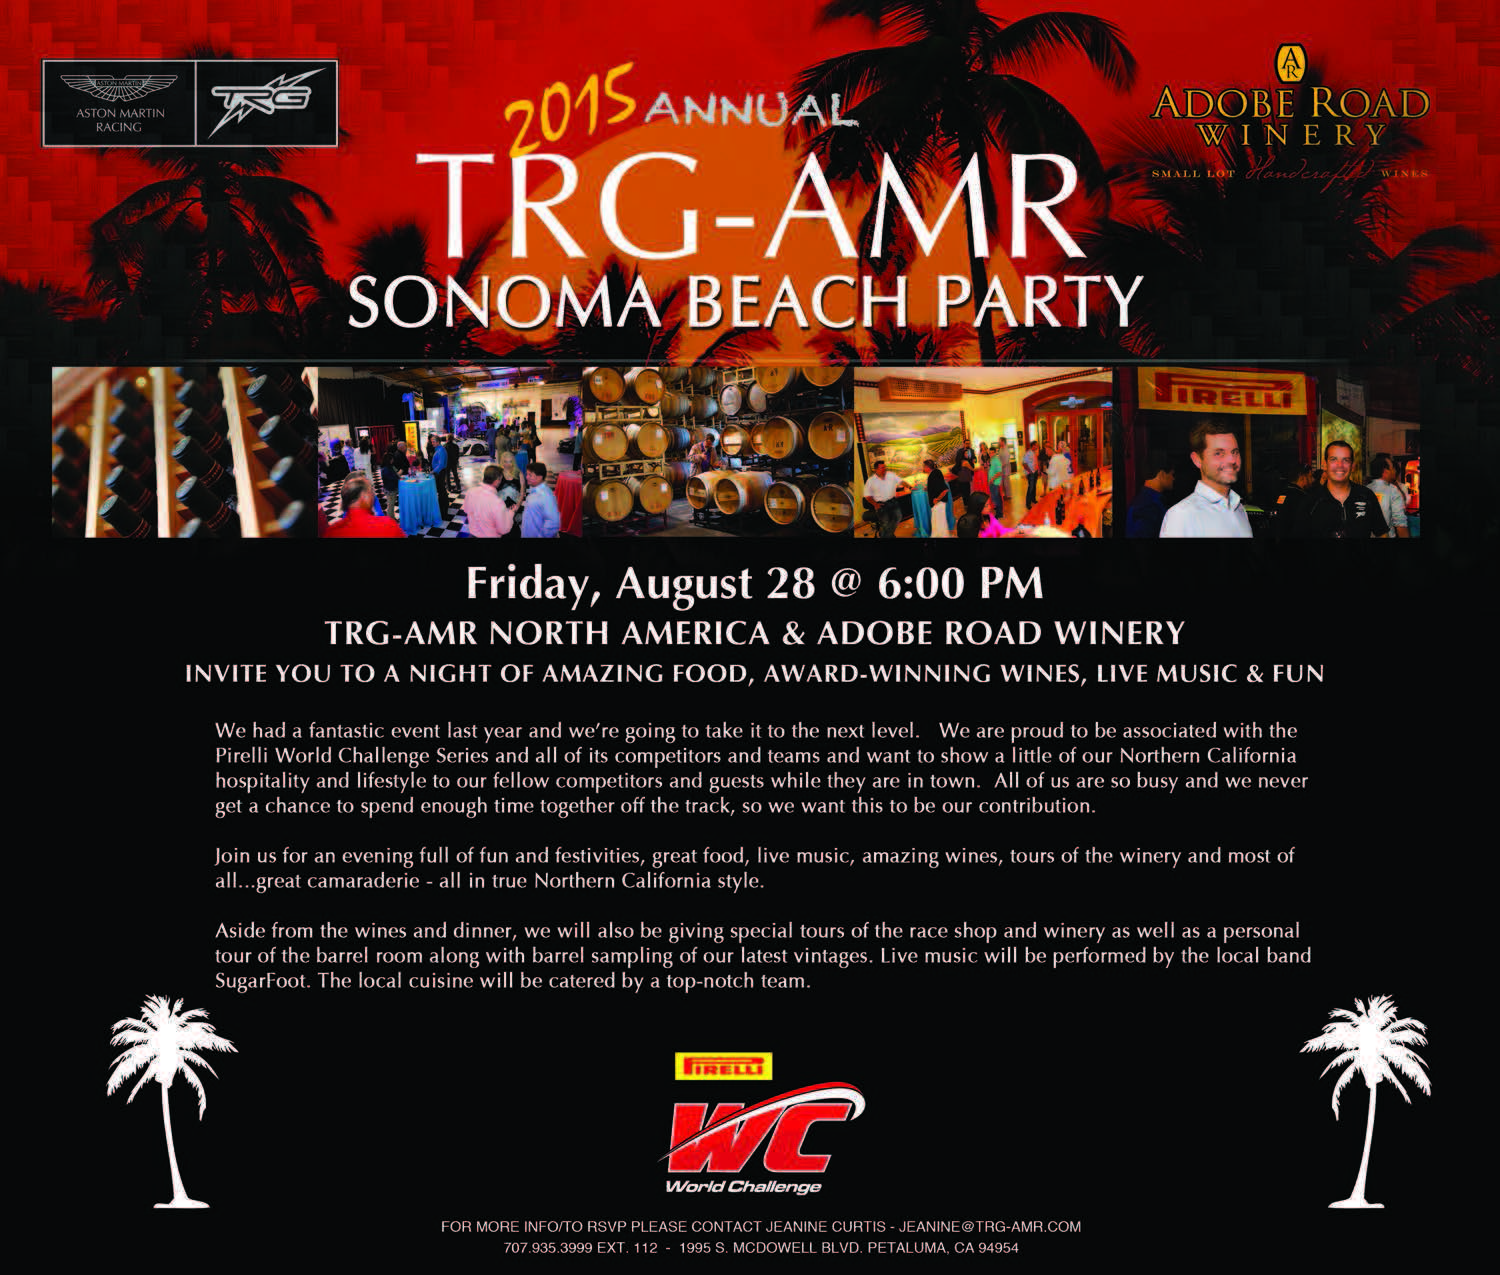 ASTON MARTIN
ASTON MARTIN
RACING
TRG
2015 ANNUAL
TRG-AMR
SONOMA BEACH PARTY
AR
ADOBE ROAD
WINERY
SMALL LOT Handcrafted WINES
PIRELLI
Friday, August 28 @ 6:00 PM
TRG-AMR NORTH AMERICA & ADOBE ROAD WINERY
INVITE YOU TO A NIGHT OF AMAZING FOOD, AWARD-WINNING WINES, LIVE MUSIC & FUN
We had a fantastic event last year and we're going to take it to the next level. We are proud to be associated with the
Pirelli World Challenge Series and all of its competitors and teams and want to show a little of our Northern California
hospitality and lifestyle to our fellow competitors and guests while they are in town. All of us are so busy and we never
get a chance to spend enough time together off the track, so we want this to be our contribution.
Join us for an evening full of fun and festivities, great food, live music, amazing wines, tours of the winery and most of
all...great camaraderie - all in true Northern California style.
Aside from the wines and dinner, we will also be giving special tours of the race shop and winery as well as a personal
tour of the barrel room along with barrel sampling of our latest vintages. Live music will be performed by the local band
SugarFoot. The local cuisine will be catered by a top-notch team.
PIRELLI
WC
World Challenge
FOR MORE INFO/TO RSVP PLEASE CONTACT JEANINE CURTIS - JEANINE@TRG-AMR.COM
707.935.3999 EXT. 112 - 1995 S. MCDOWELL BLVD. PETALUMA, CA 94954